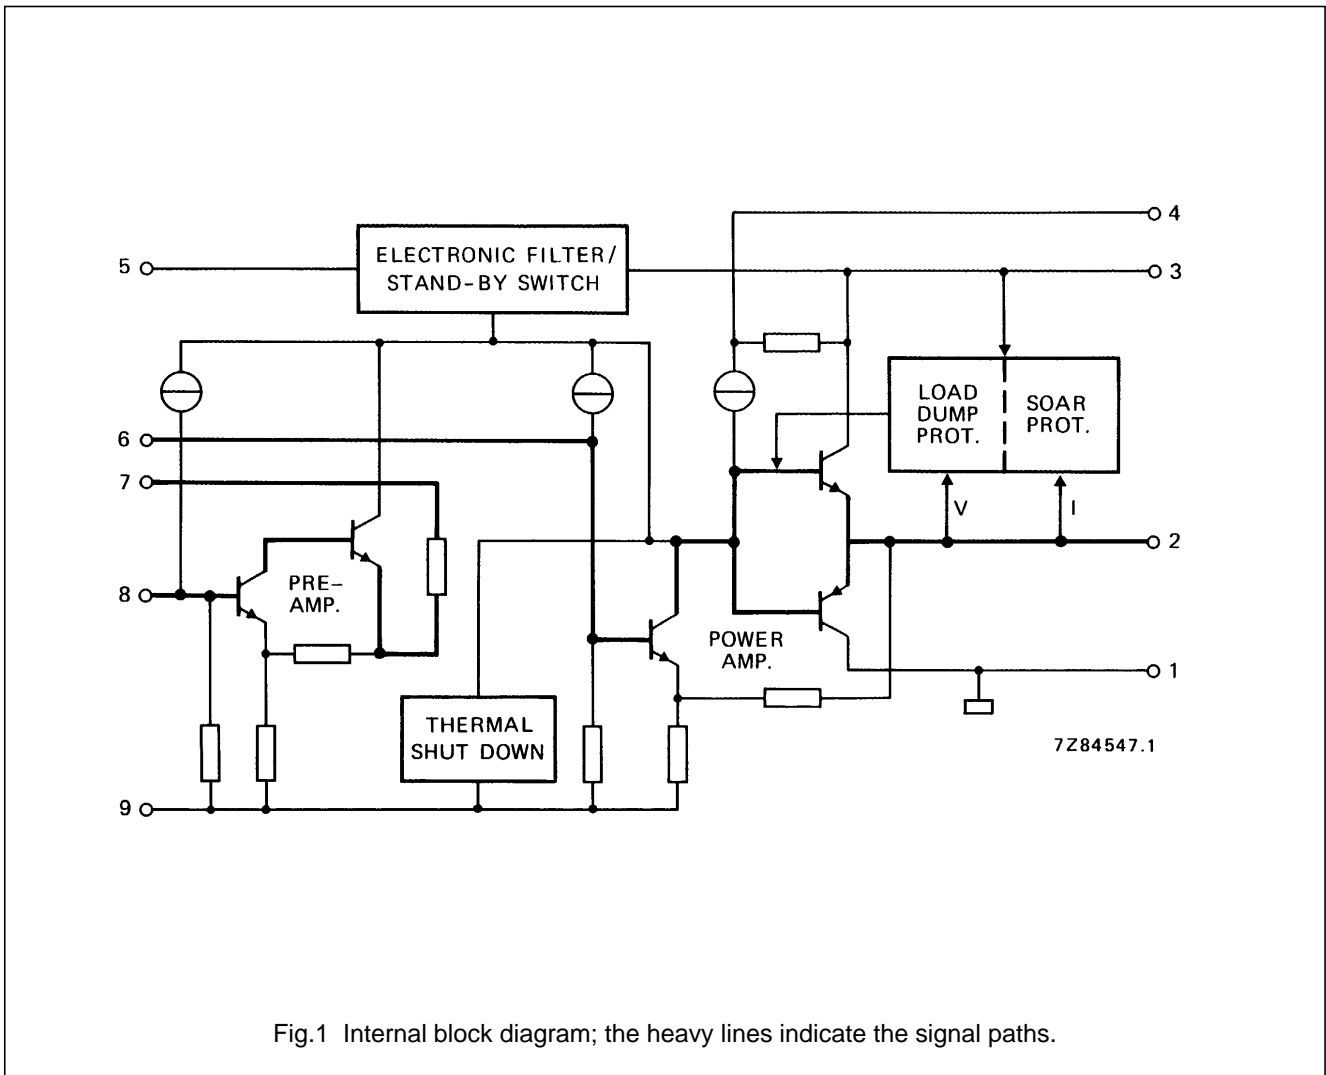 4
5
ELECTRONIC FILTER/
STAND-BY SWITCH
3
LOAD
DUMP
PROT.
SOAR
PROT.
6
7
V
I
2
8
PRE-
AMP.
POWER
AMP.
1
THERMAL
SHUT DOWN
7Z84547.1
9
Fig.1 Internal block diagram; the heavy lines indicate the signal paths.